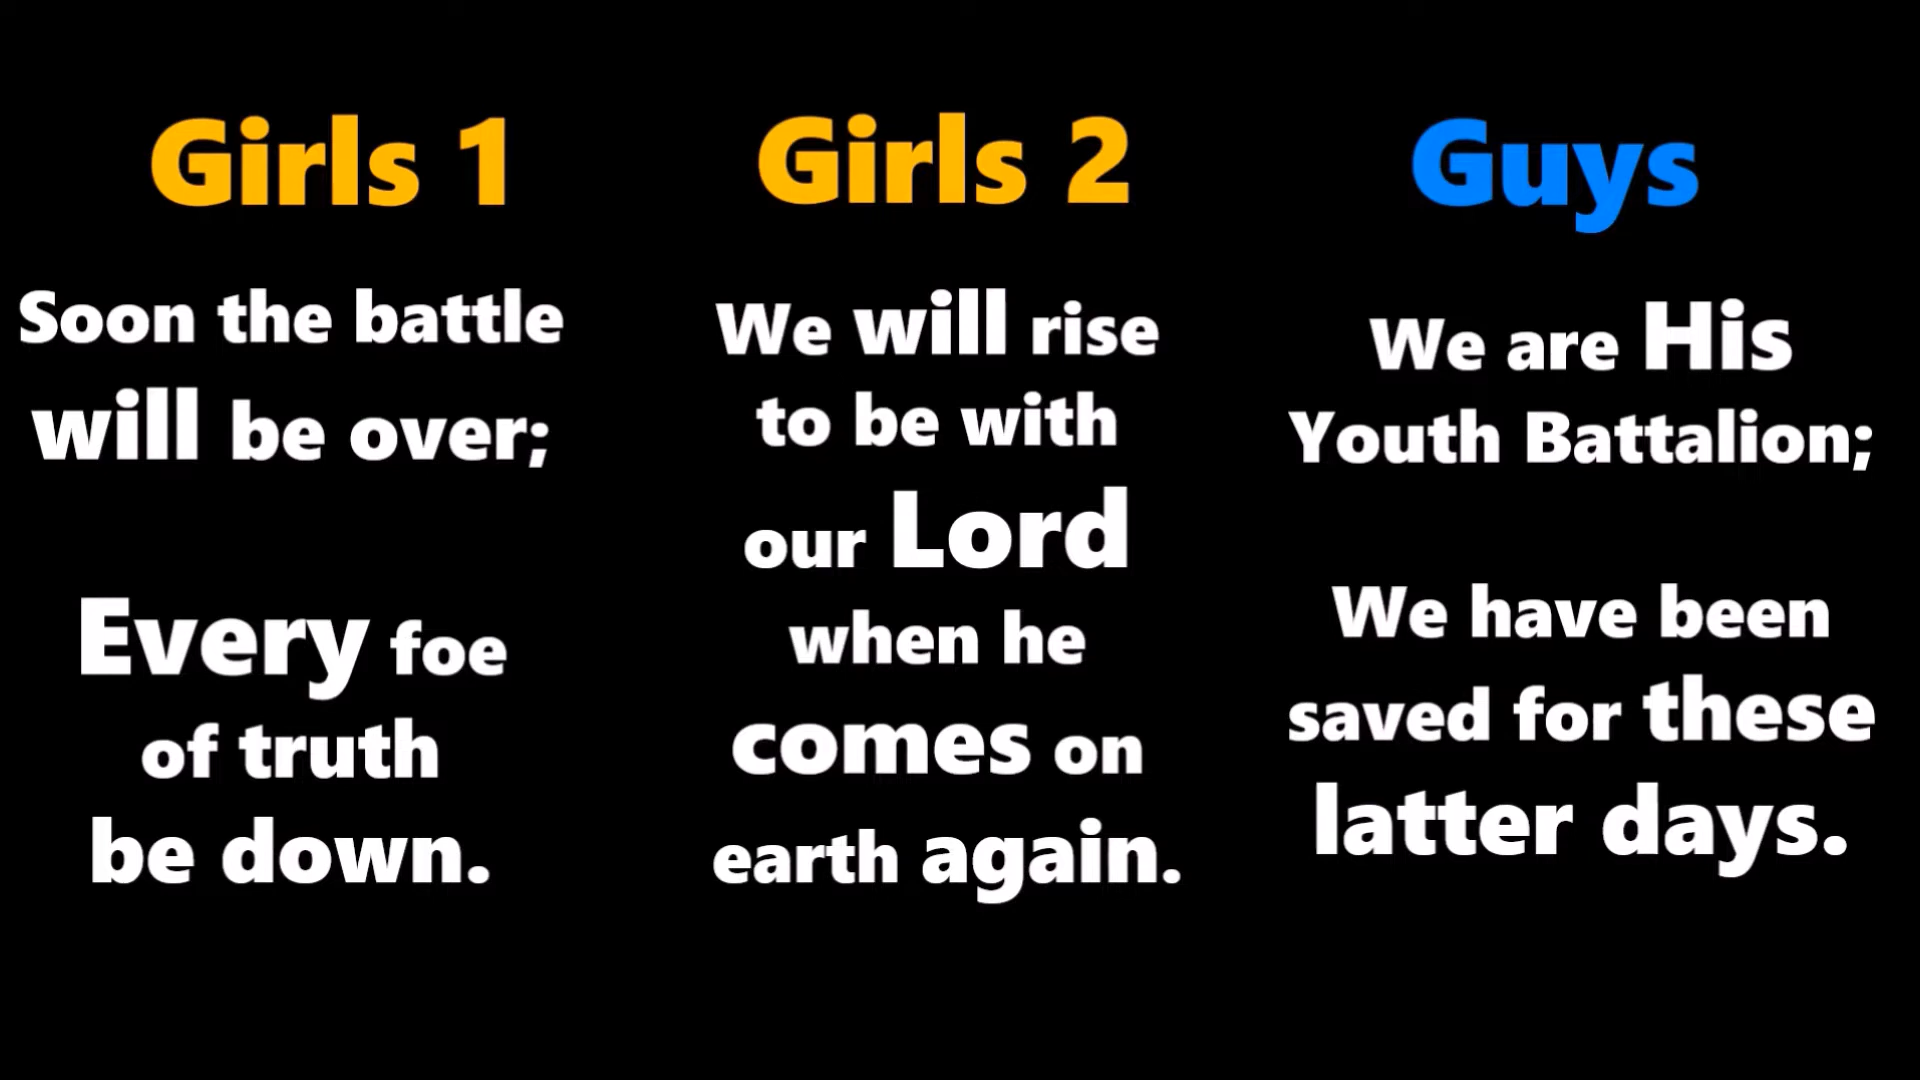 Girls 1
Soon the battle
will be over;
Every foe
of truth
be down.
Girls 2
We will rise
to be with
our Lord
when he
comes on
earth again.
Guys
We are His
Youth Battalion;
We have been
saved for these
latter days.